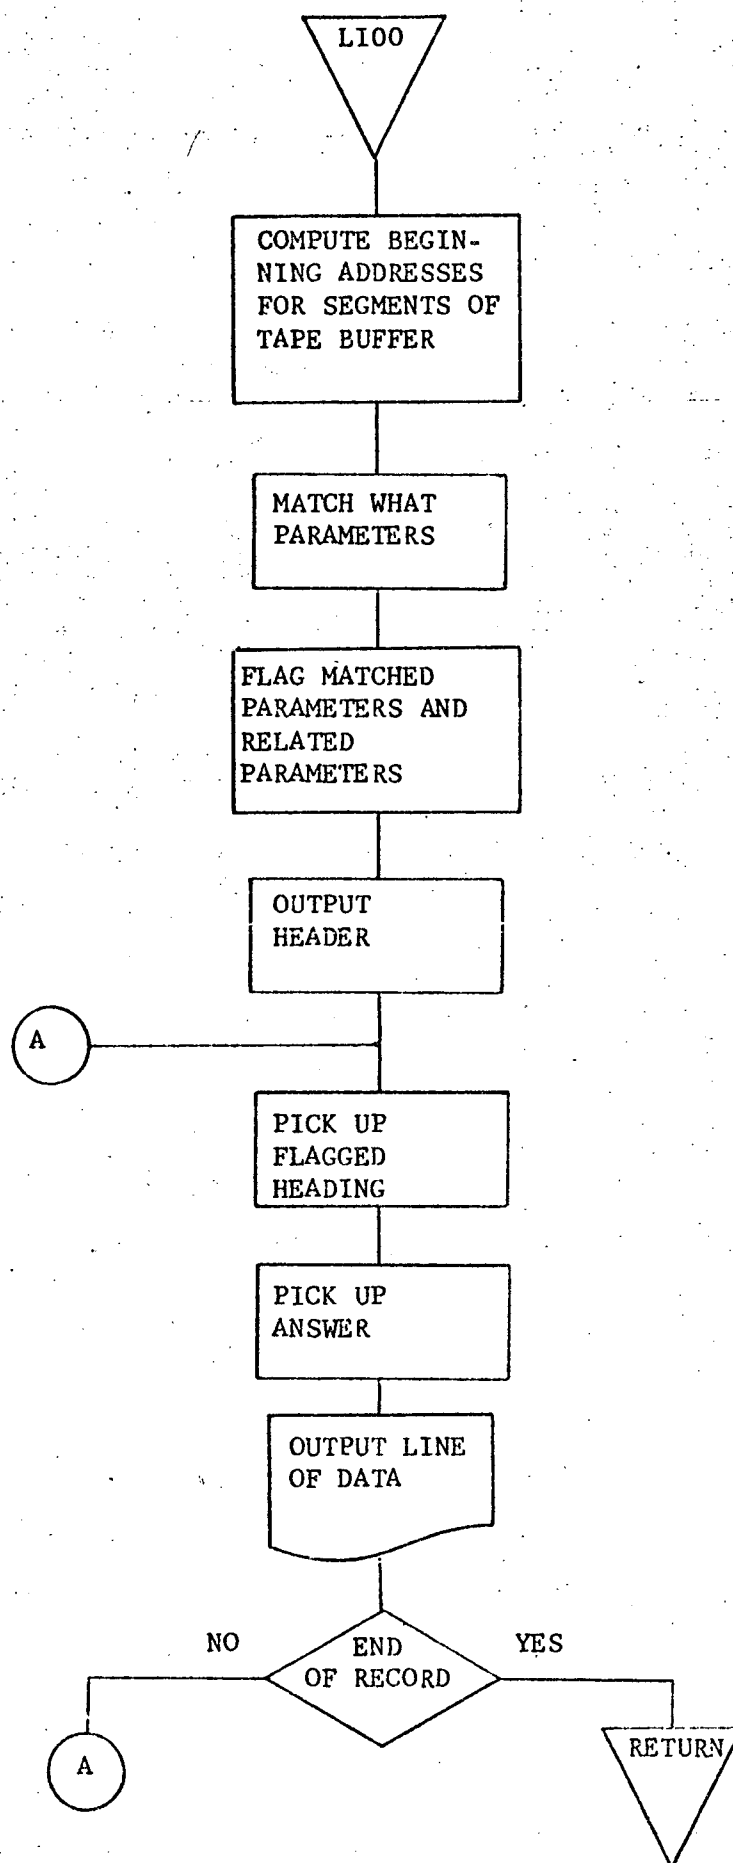 LI00
COMPUTE BEGIN-
NING ADDRESSES
FOR SEGMENTS OF
TAPE BUFFER
MATCH WHAT
PARAMETERS
FLAG MATCHED
PARAMETERS AND
RELATED
PARAMETERS
OUTPUT
HEADER
A
PICK UP
FLAGGED
HEADING
PICK UP
ANSWER
OUTPUT LINE
OF DATA
NO
END
YES
OF RECORD
A
RETURN